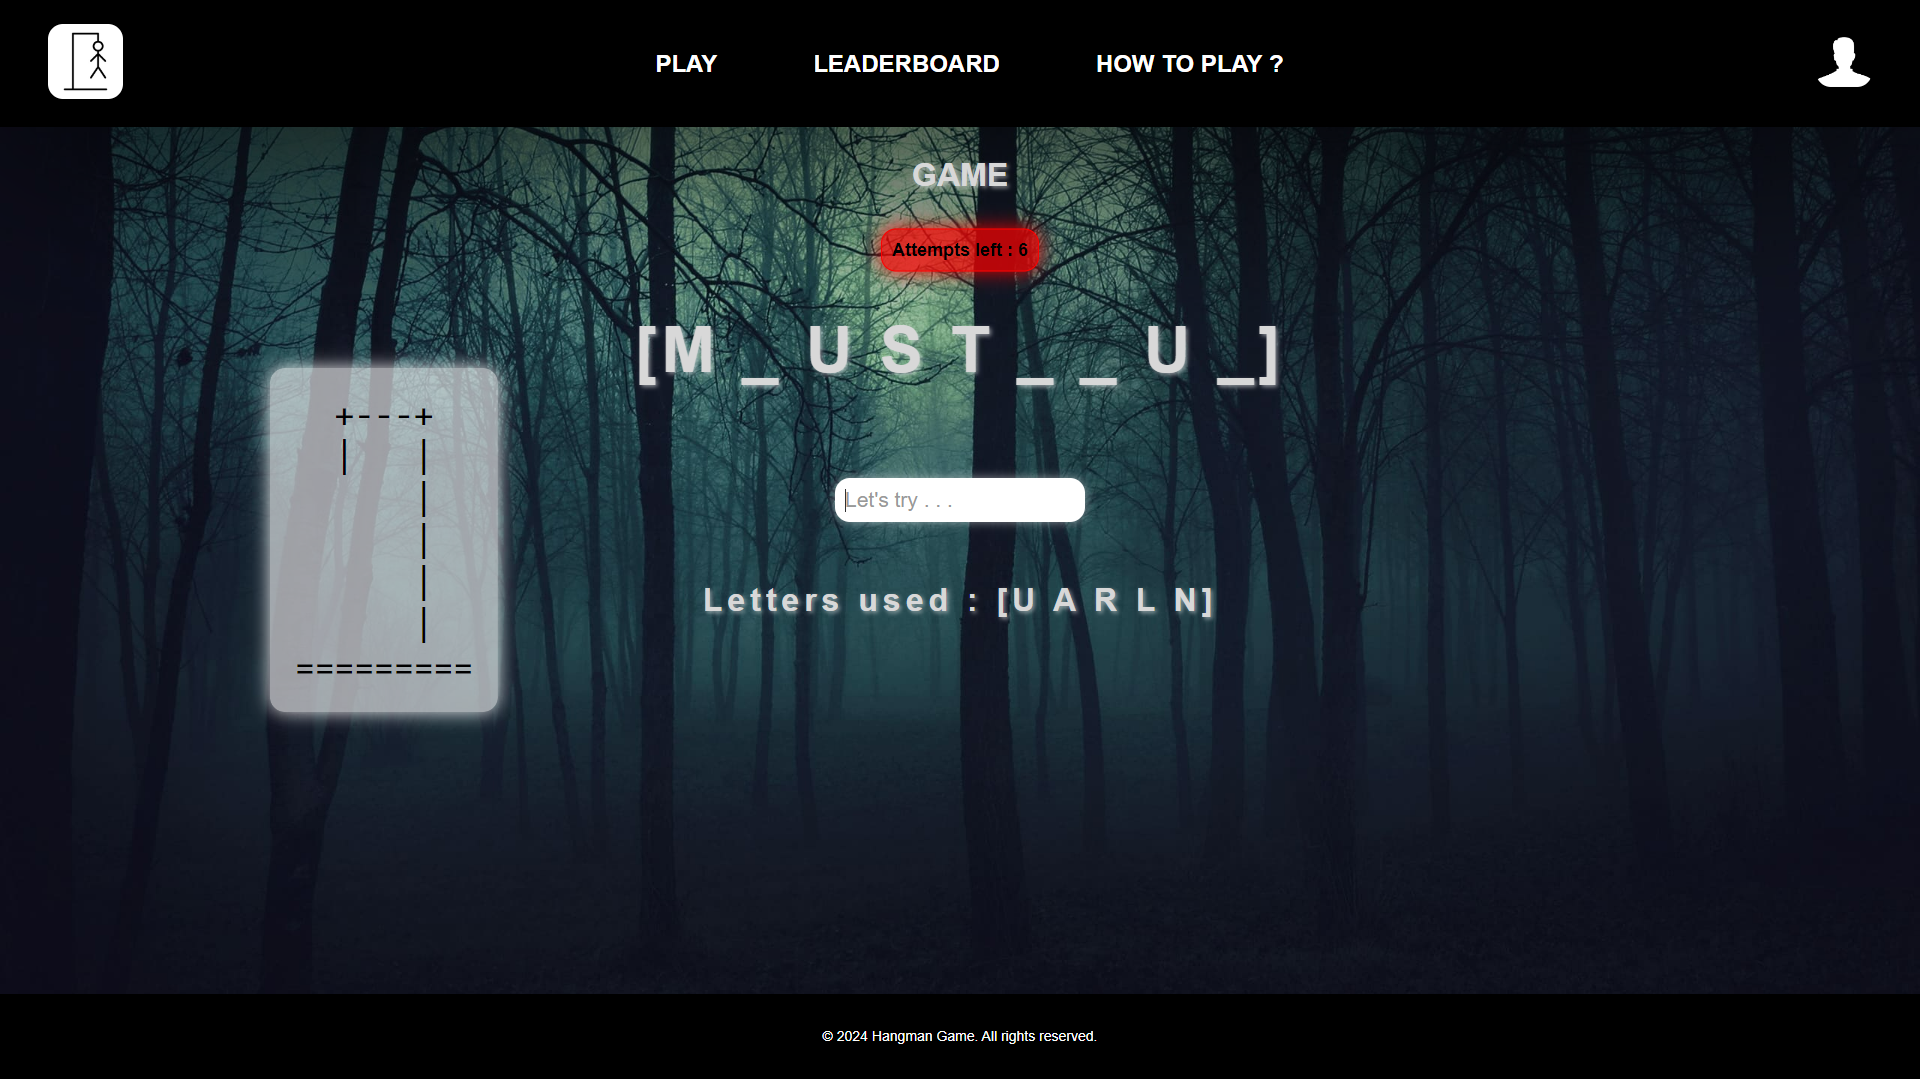 PLAY LEADERBOARD HOW TO PLAY ?
GAME
Attempts left : 6
[M _ U S T _ _ U _]
+---+
|   |
    |
    |
    |
    |
=========
Let's try . . .
Letters used : [U A R L N]
© 2024 Hangman Game. All rights reserved.